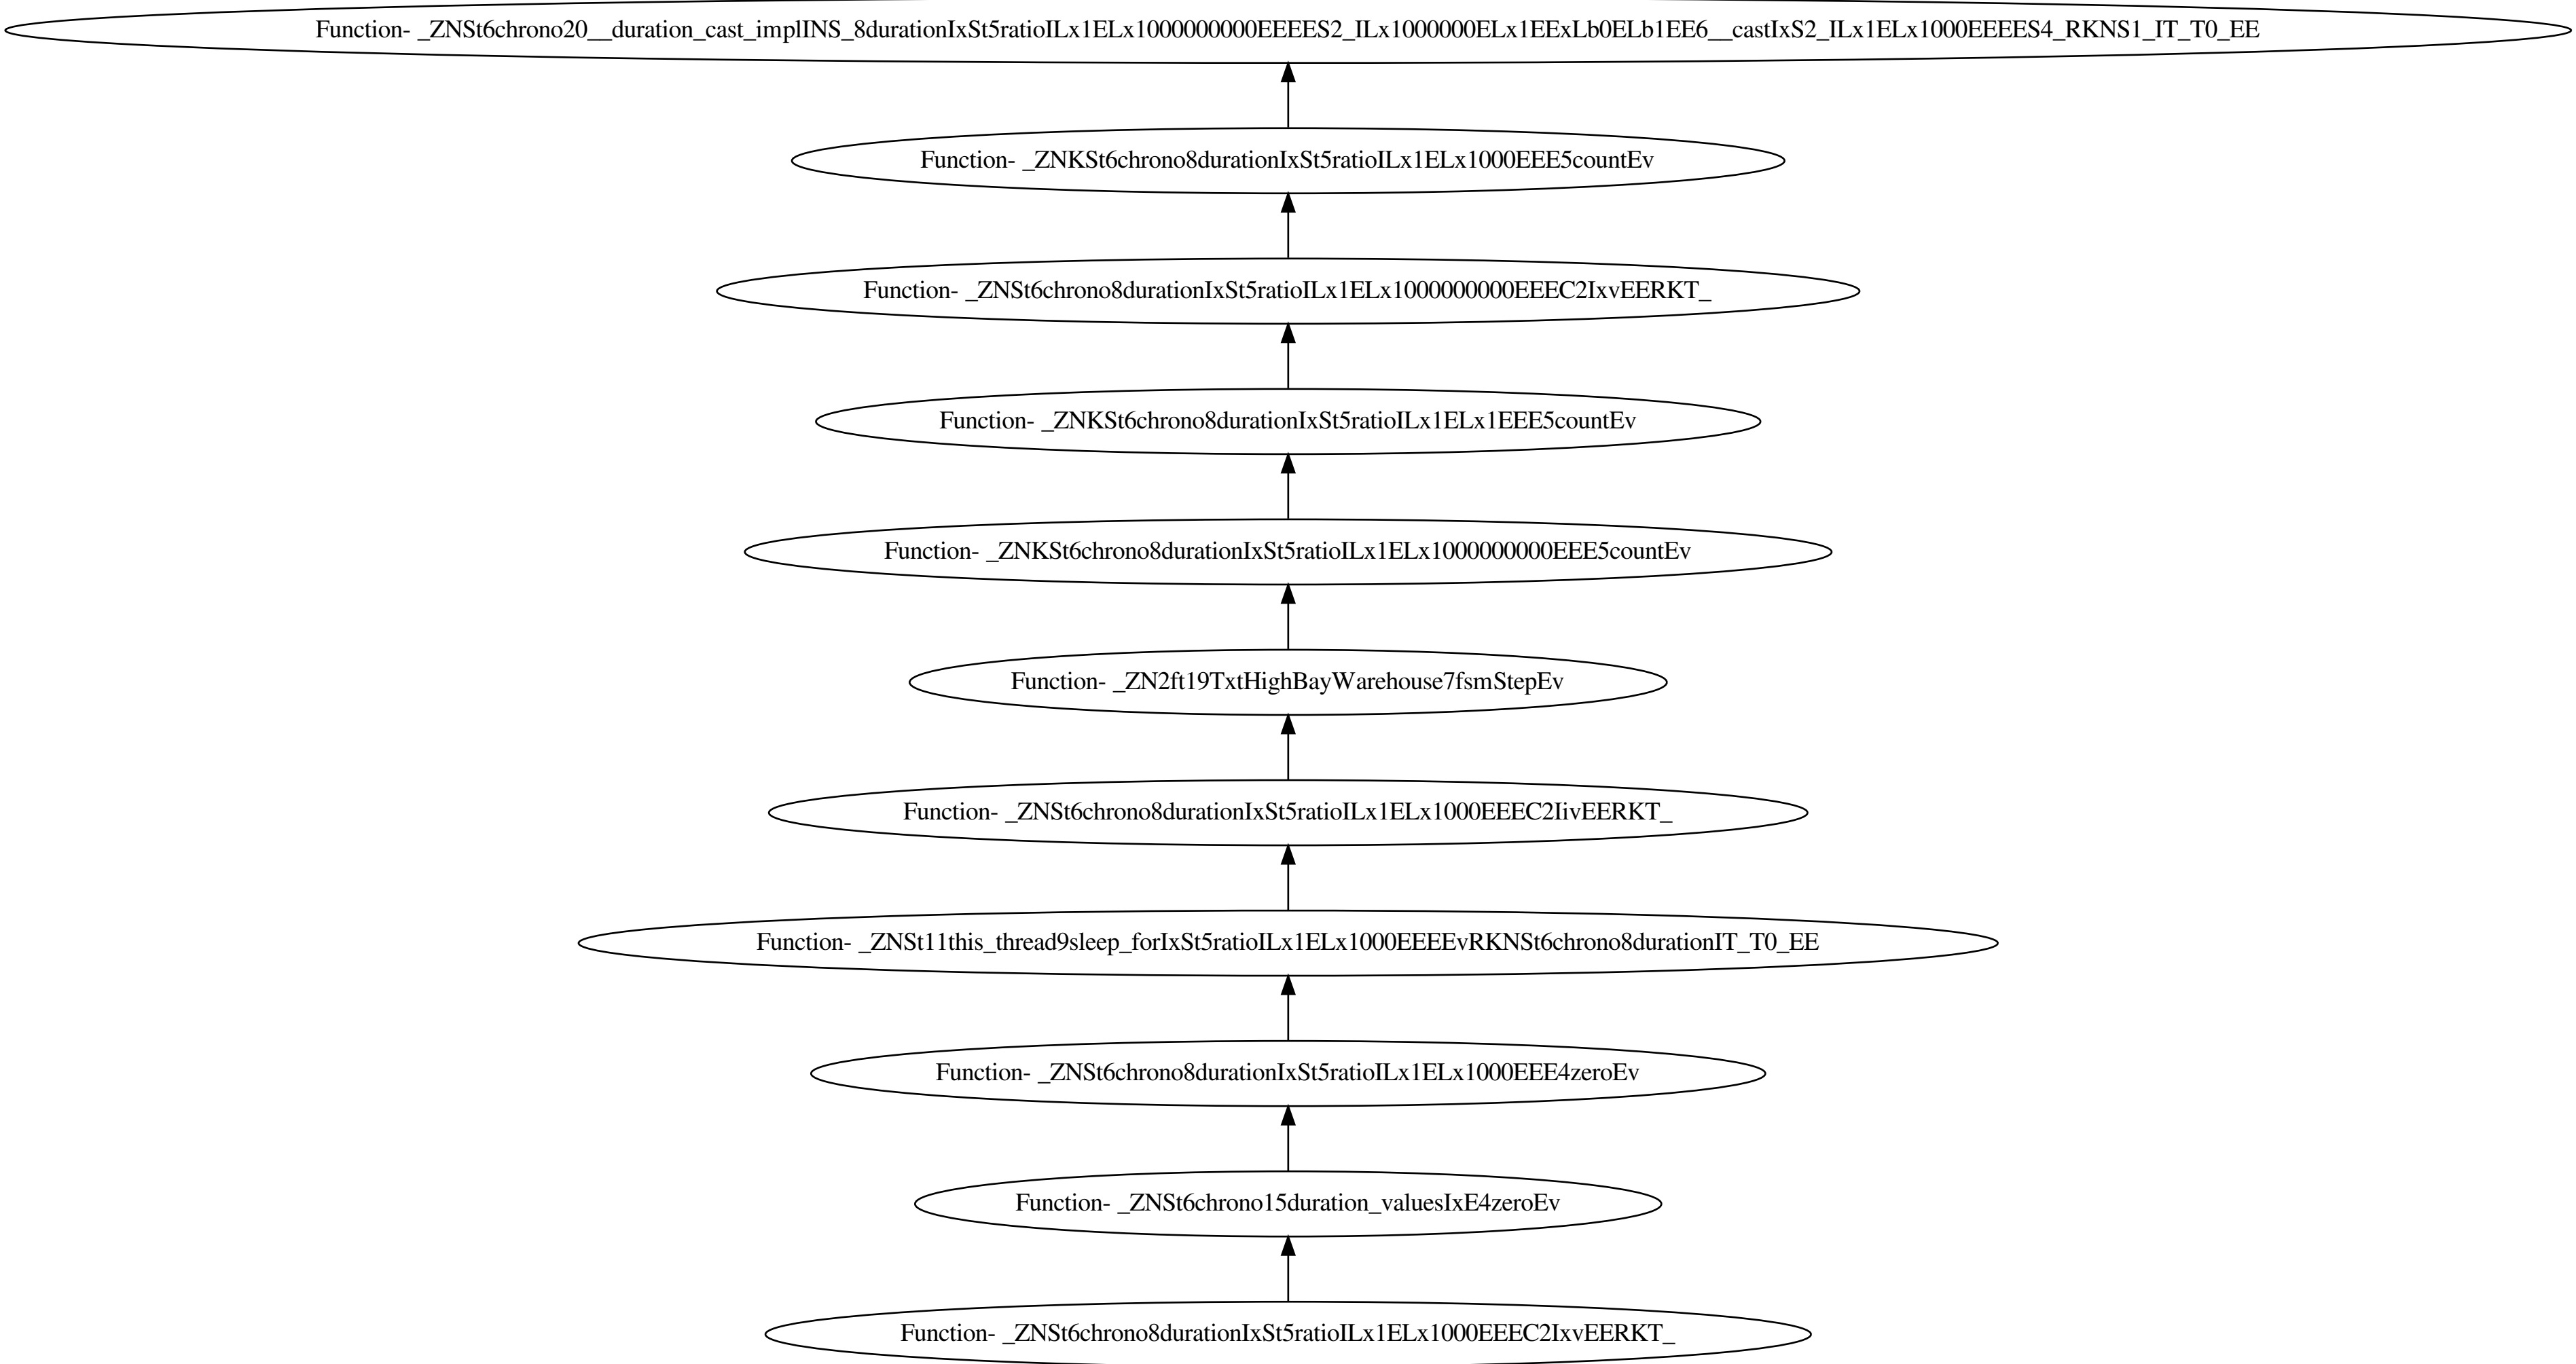 Function- _ZNSt6chrono20__duration_cast_implINS_8durationIxSt5ratioILx1ELx1000000000EEEES2_ILx1000000ELx1EExLb0ELb1EE6__castIxS2_ILx1ELx1000EEEES4_RKNS1_IT_T0_EE
Function- _ZNKSt6chrono8durationIxSt5ratioILx1ELx1000EEE5countEv
Function- _ZNSt6chrono8durationIxSt5ratioILx1ELx1000000000EEEC2IxvEERKT_
Function- _ZNKSt6chrono8durationIxSt5ratioILx1ELx1EEE5countEv
Function- _ZNKSt6chrono8durationIxSt5ratioILx1ELx1000000000EEE5countEv
Function- _ZN2ft19TxtHighBayWarehouse7fsmStepEv
Function- _ZNSt6chrono8durationIxSt5ratioILx1ELx1000EEEC2IivEERKT_
Function- _ZNSt11this_thread9sleep_forIxSt5ratioILx1ELx1000EEEEvRKNSt6chrono8durationIT_T0_EE
Function- _ZNSt6chrono8durationIxSt5ratioILx1ELx1000EEE4zeroEv
Function- _ZNSt6chrono15duration_valuesIxE4zeroEv
Function- _ZNSt6chrono8durationIxSt5ratioILx1ELx1000EEEC2IxvEERKT_